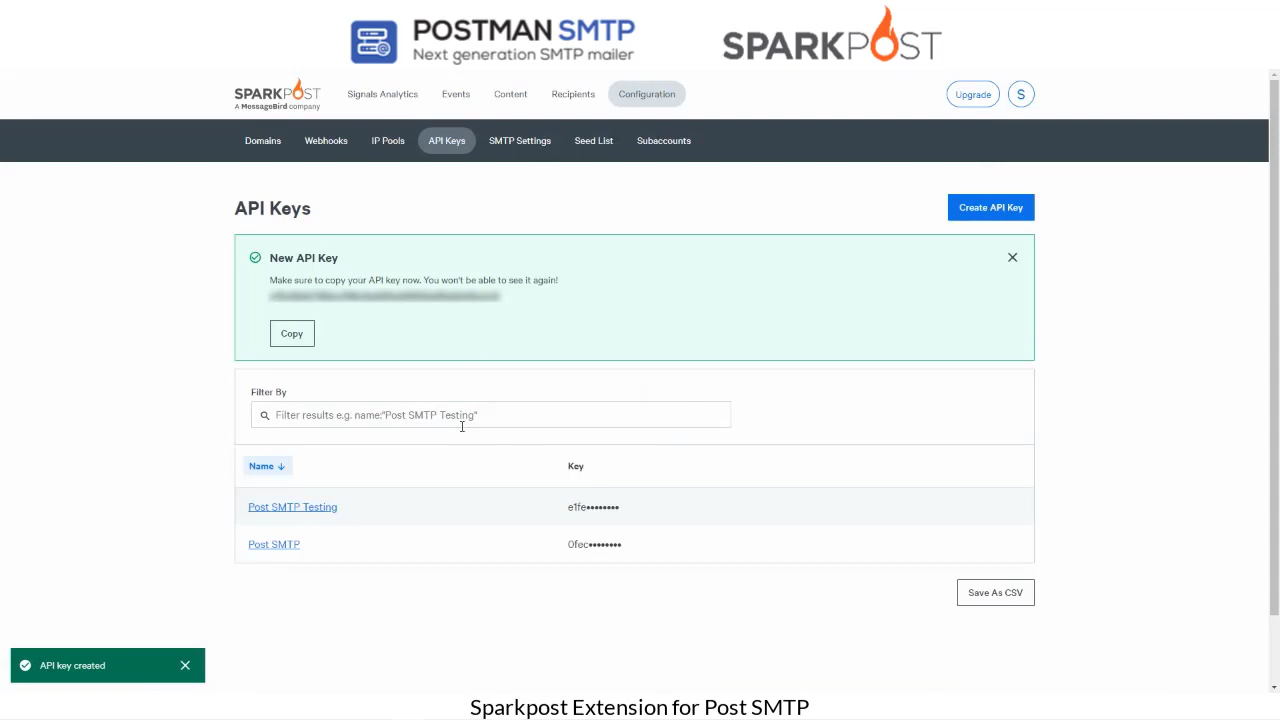 POSTMAN SMTP
Next generation SMTP mailer
SPARKPOST
SPARKPOST
A MessageBird company
Signals Analytics Events Content Recipients Configuration
Upgrade S
Domains Webhooks IP Pools API Keys SMTP Settings Seed List Subaccounts
API Keys
Create API Key
New API Key
Make sure to copy your API key now. You won't be able to see it again!
Copy
Filter By
Filter results e.g. name:"Post SMTP Testing"
Name ↓ Key
Post SMTP Testing e1fe••••••••
Post SMTP 0fec••••••••
Save As CSV
API key created
Sparkpost Extension for Post SMTP